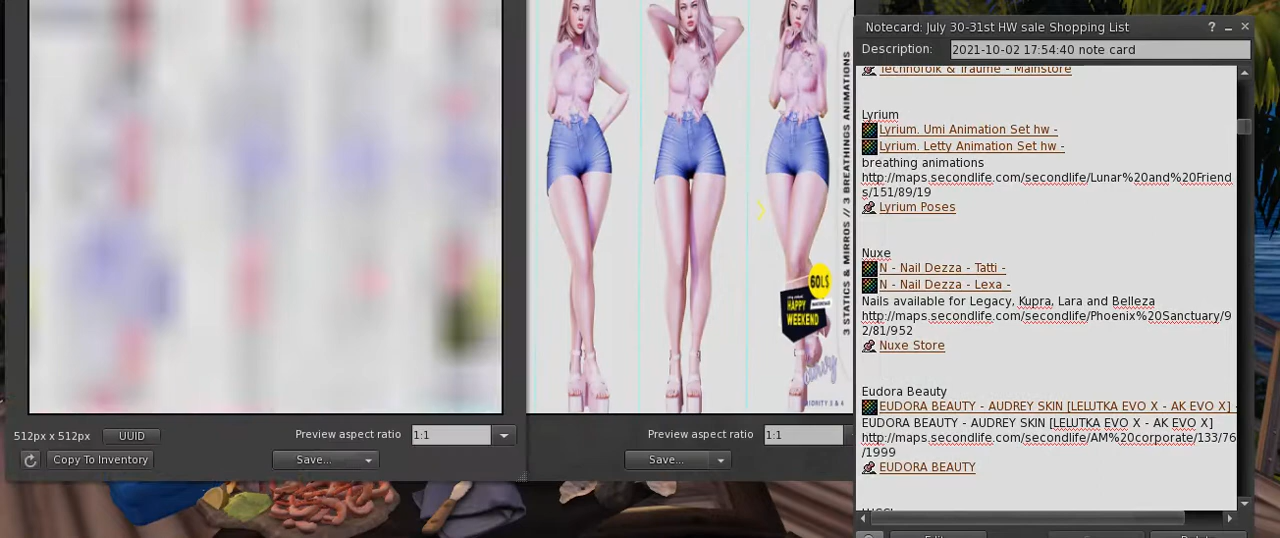 Notecard: July 30-31st HW sale Shopping List
Description: 2021-10-02 17:54:40 note card
Technofolk & Traume - Mainstore
Lyrium
Lyrium. Umi Animation Set hw -
Lyrium. Letty Animation Set hw -
breathing animations
http://maps.secondlife.com/secondlife/Lunar%20and%20Friend
s/151/89/19
Lyrium Poses
Nuxe
N - Nail Dezza - Tatti -
N - Nail Dezza - Lexa -
Nails available for Legacy, Kupra, Lara and Belleza
http://maps.secondlife.com/secondlife/Phoenix%20Sanctuary/9
2/81/952
Nuxe Store
Eudora Beauty
EUDORA BEAUTY - AUDREY SKIN [LELUTKA EVO X - AK EVO X] -
EUDORA BEAUTY - AUDREY SKIN [LELUTKA EVO X - AK EVO X]
http://maps.secondlife.com/secondlife/AM%20corporate/133/76
/1999
EUDORA BEAUTY
3 STATICS & MIRROS // 3 BREATHINGS ANIMATIONS
60L$
HAPPY
WEEKEND
512px x 512px
UUID
Preview aspect ratio
1:1
Copy To Inventory
Save...
Preview aspect ratio
1:1
Save...